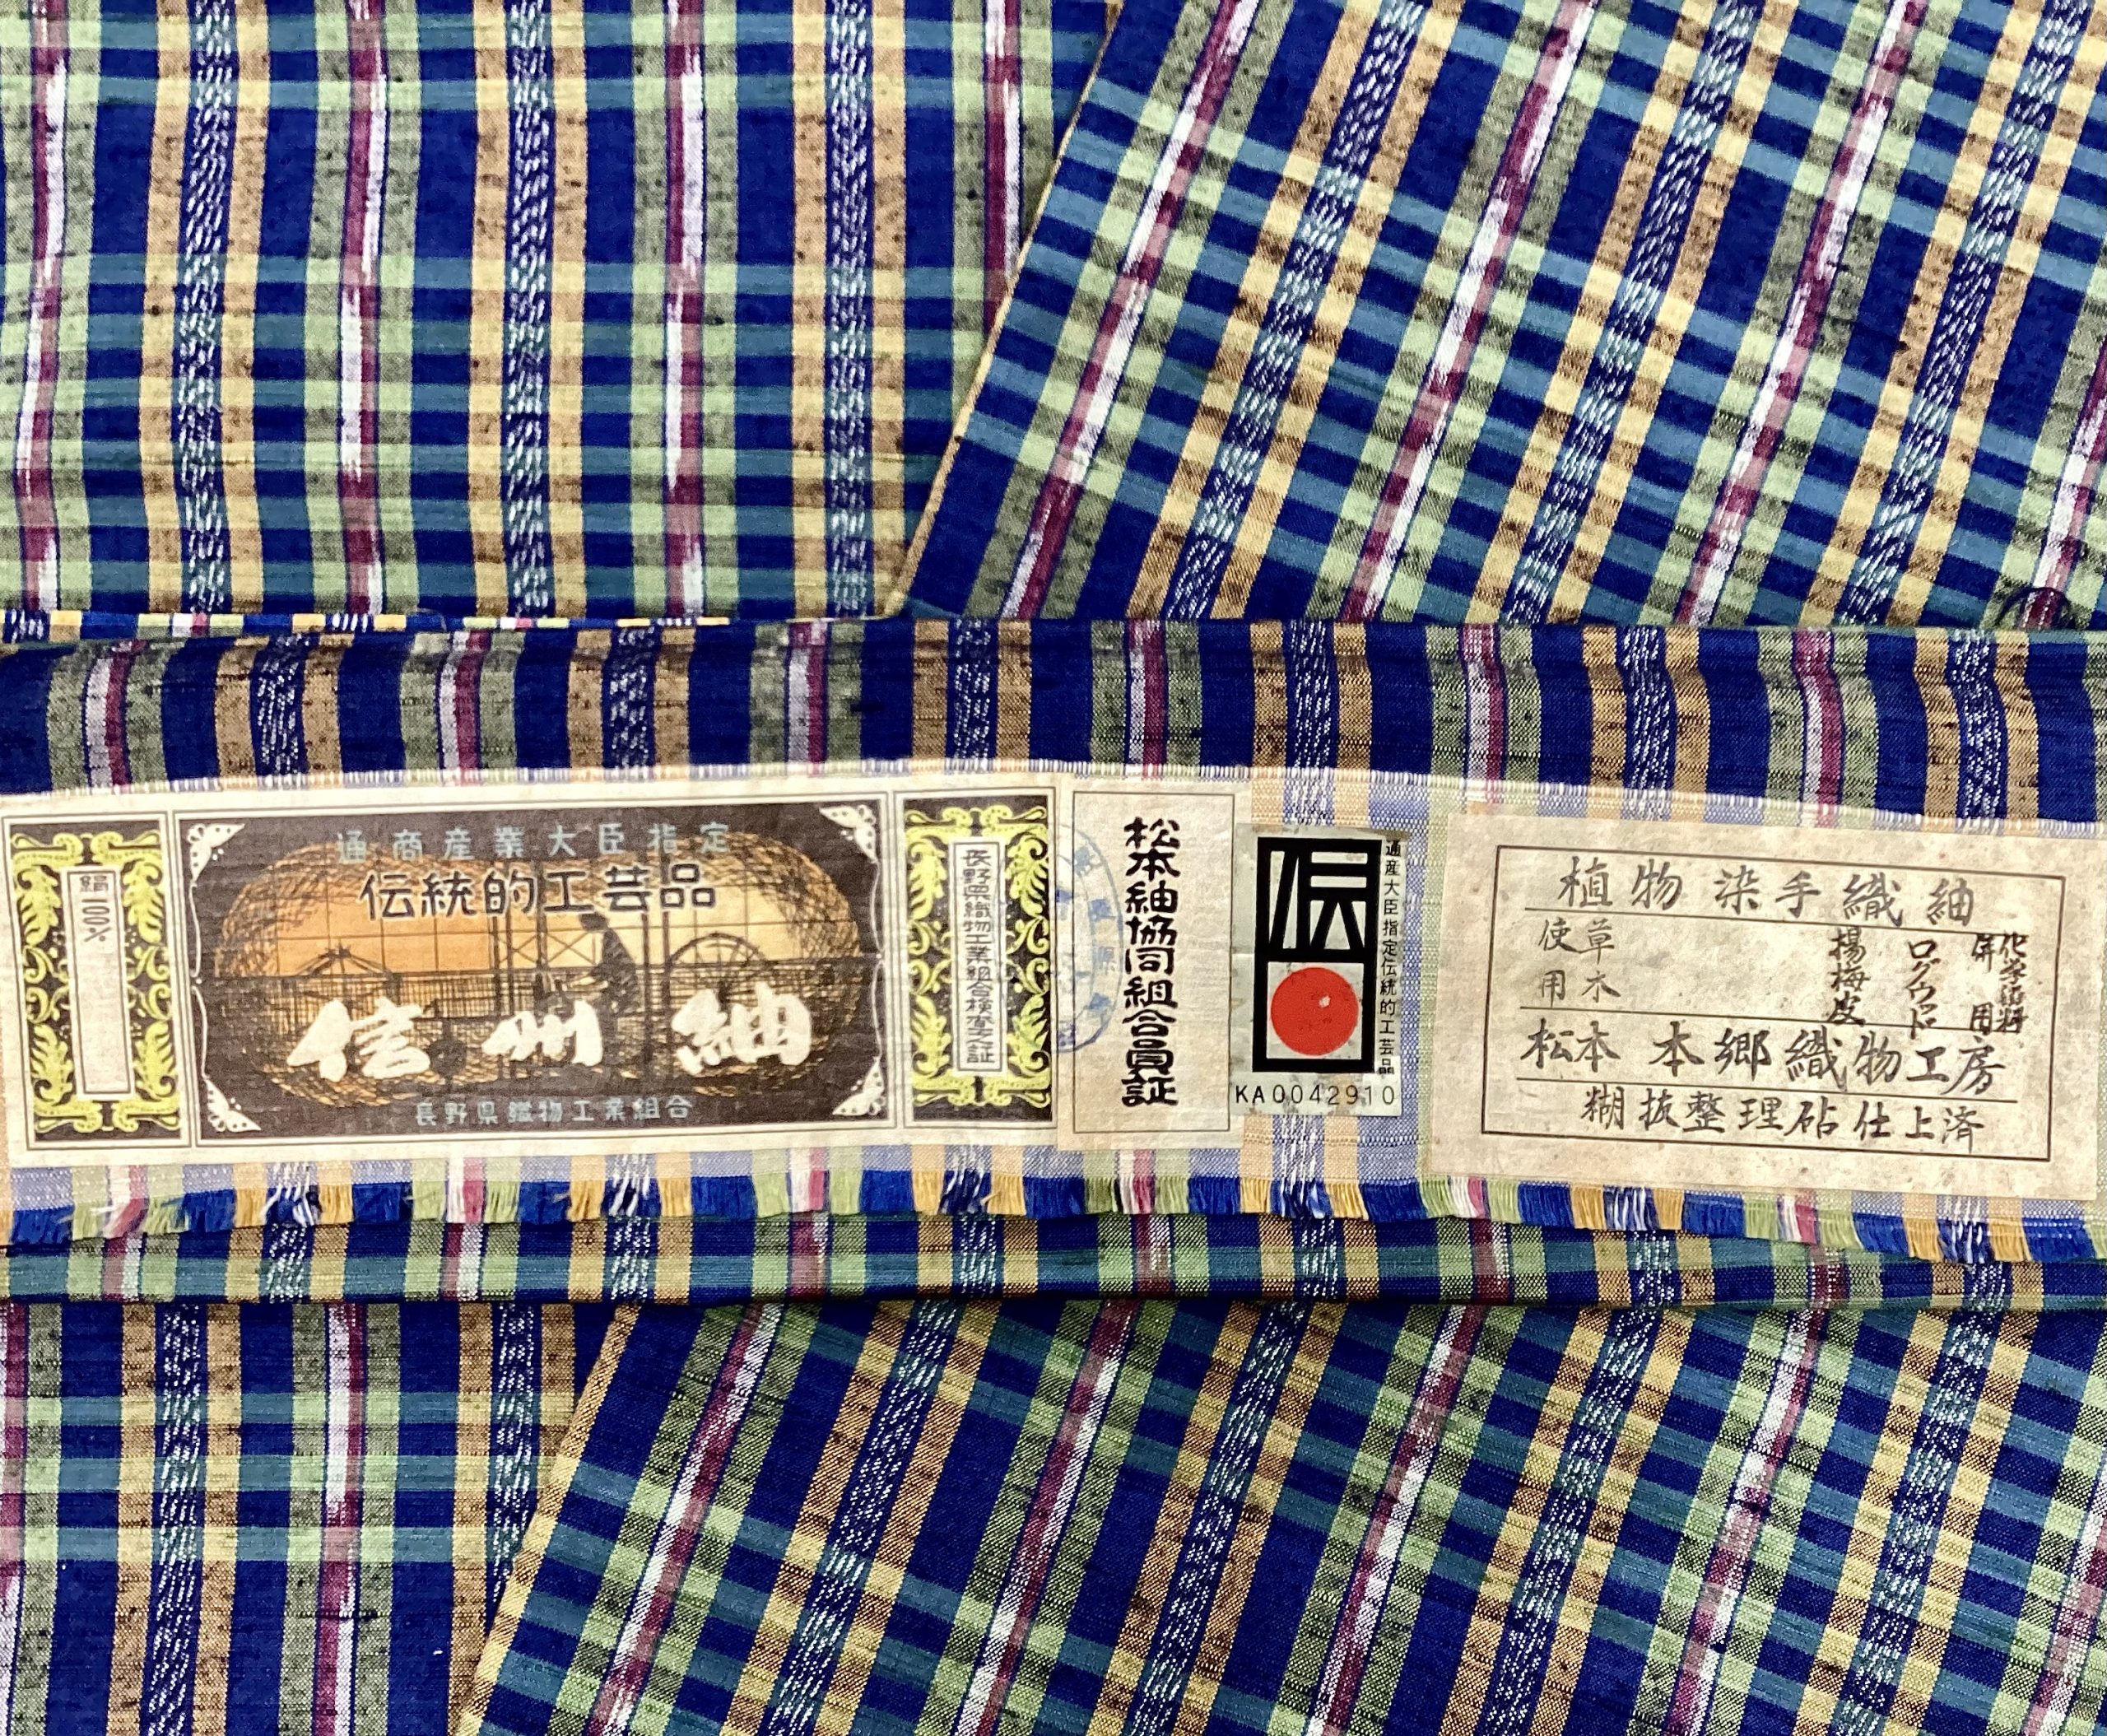 絹100%
通商産業大臣指定
伝統的工芸品
信州紬
長野県織物工業組合
長野県織物工業組合検査之証
松本紬協同組合員証
伝
通産大臣指定伝統的工芸品
KA0042910
植物染手織紬
使用草木
楊梅皮
ログウッド
化学染料併用
松本 本郷織物工房
糊抜整理砧仕上済